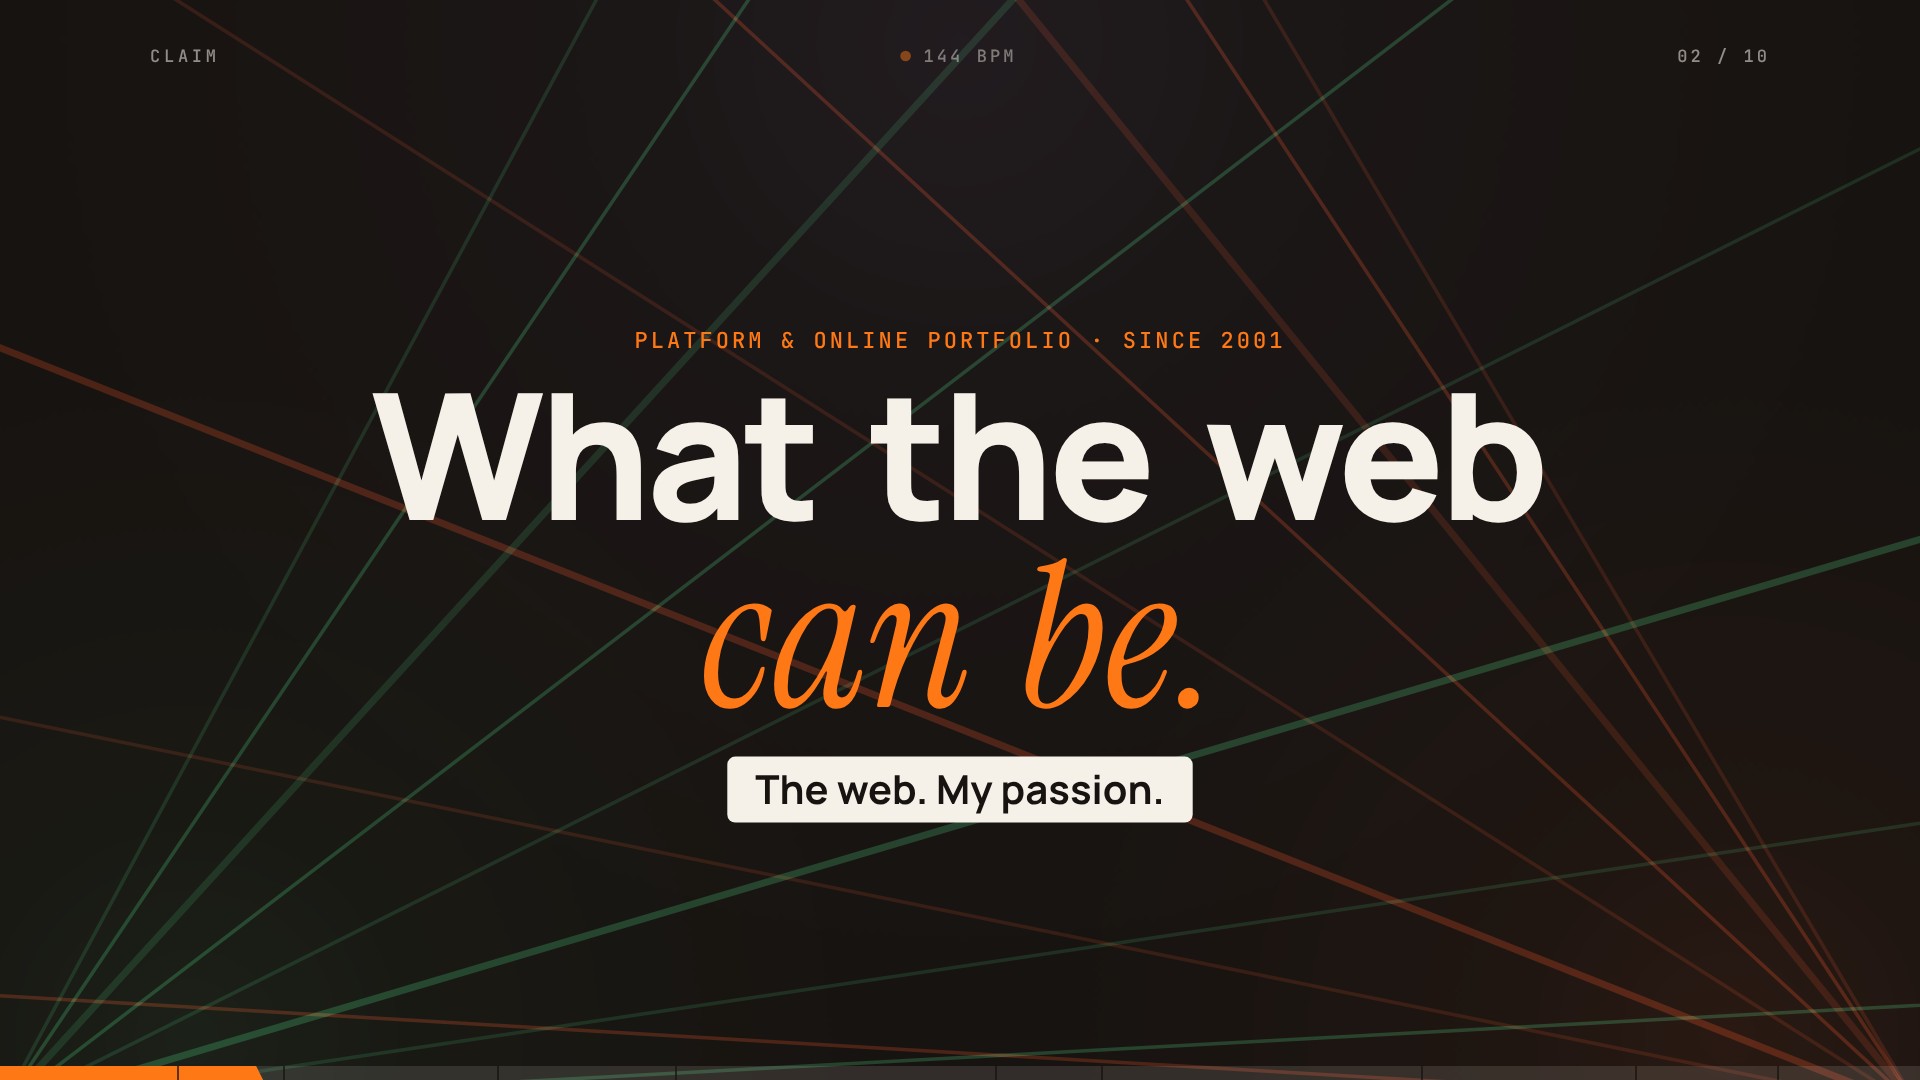 CLAIM
144 BPM
02 / 10
PLATFORM & ONLINE PORTFOLIO · SINCE 2001
What the web
can be.
The web. My passion.